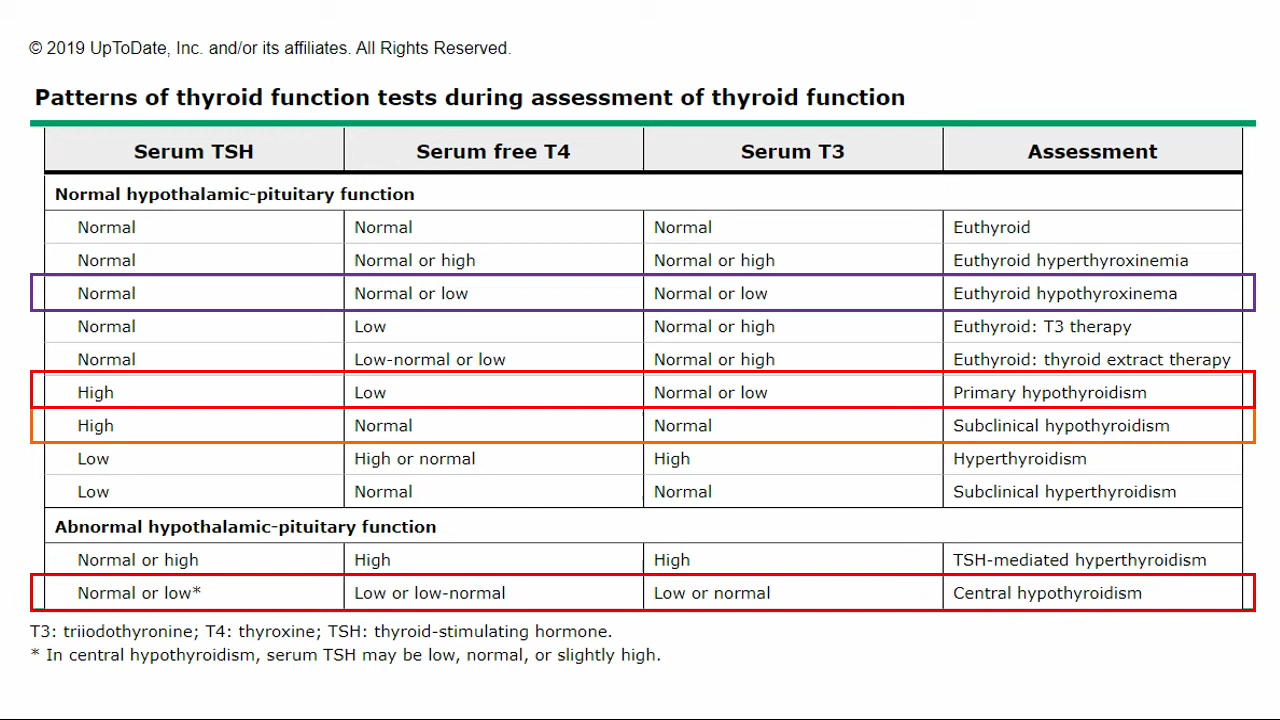 © 2019 UpToDate, Inc. and/or its affiliates. All Rights Reserved.
Patterns of thyroid function tests during assessment of thyroid function
Serum TSH Serum free T4 Serum T3 Assessment
Normal hypothalamic-pituitary function
Normal Normal Normal Euthyroid
Normal Normal or high Normal or high Euthyroid hyperthyroxinemia
Normal Normal or low Normal or low Euthyroid hypothyroxinema
Normal Low Normal or high Euthyroid: T3 therapy
Normal Low-normal or low Normal or high Euthyroid: thyroid extract therapy
High Low Normal or low Primary hypothyroidism
High Normal Normal Subclinical hypothyroidism
Low High or normal High Hyperthyroidism
Low Normal Normal Subclinical hyperthyroidism
Abnormal hypothalamic-pituitary function
Normal or high High High TSH-mediated hyperthyroidism
Normal or low* Low or low-normal Low or normal Central hypothyroidism
T3: triiodothyronine; T4: thyroxine; TSH: thyroid-stimulating hormone.
* In central hypothyroidism, serum TSH may be low, normal, or slightly high.